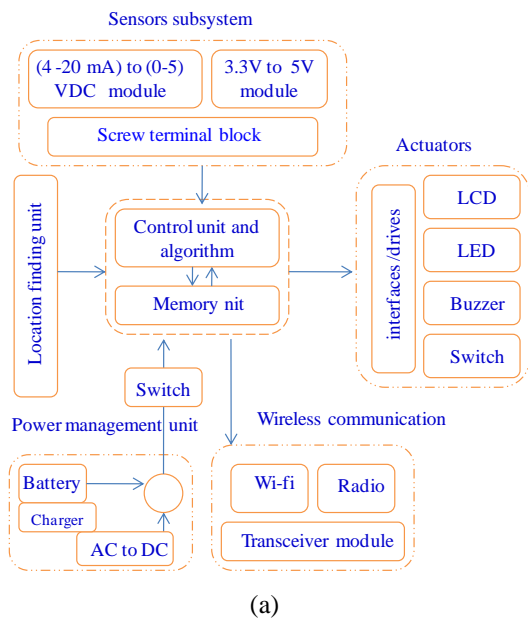 Sensors subsystem
(4 -20 mA) to (0-5)
VDC module
3.3V to 5V
module
Screw terminal block
Actuators
Location finding unit
Control unit and
algorithm
Memory nit
interfaces/drives
LCD
LED
Buzzer
Switch
Switch
Power management unit
Wireless communication
Battery
Charger
AC to DC
Wi-fi
Radio
Transceiver module
(a)